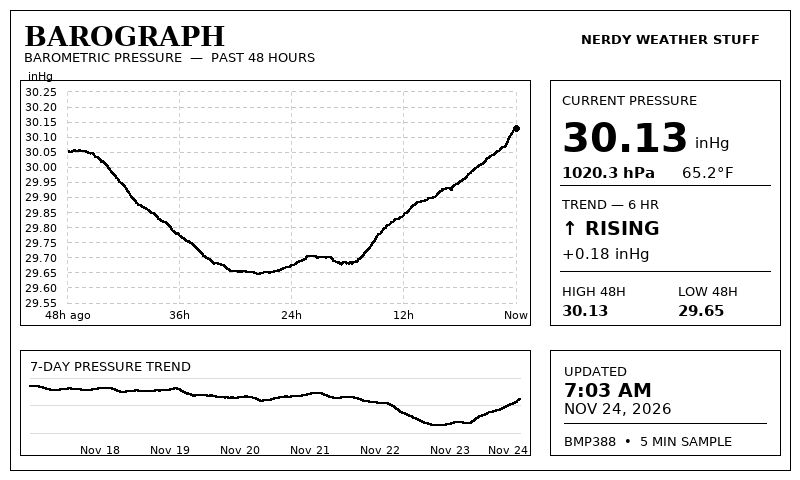 BAROGRAPH
BAROMETRIC PRESSURE — PAST 48 HOURS
NERDY WEATHER STUFF
inHg
30.25
30.20
30.15
30.10
30.05
30.00
29.95
29.90
29.85
29.80
29.75
29.70
29.65
29.60
29.55
48h ago 36h 24h 12h Now
CURRENT PRESSURE
30.13 inHg
1020.3 hPa 65.2°F
TREND — 6 HR
↑ RISING
+0.18 inHg
HIGH 48H LOW 48H
30.13 29.65
7-DAY PRESSURE TREND
Nov 18 Nov 19 Nov 20 Nov 21 Nov 22 Nov 23 Nov 24
UPDATED
7:03 AM
NOV 24, 2026
BMP388 • 5 MIN SAMPLE